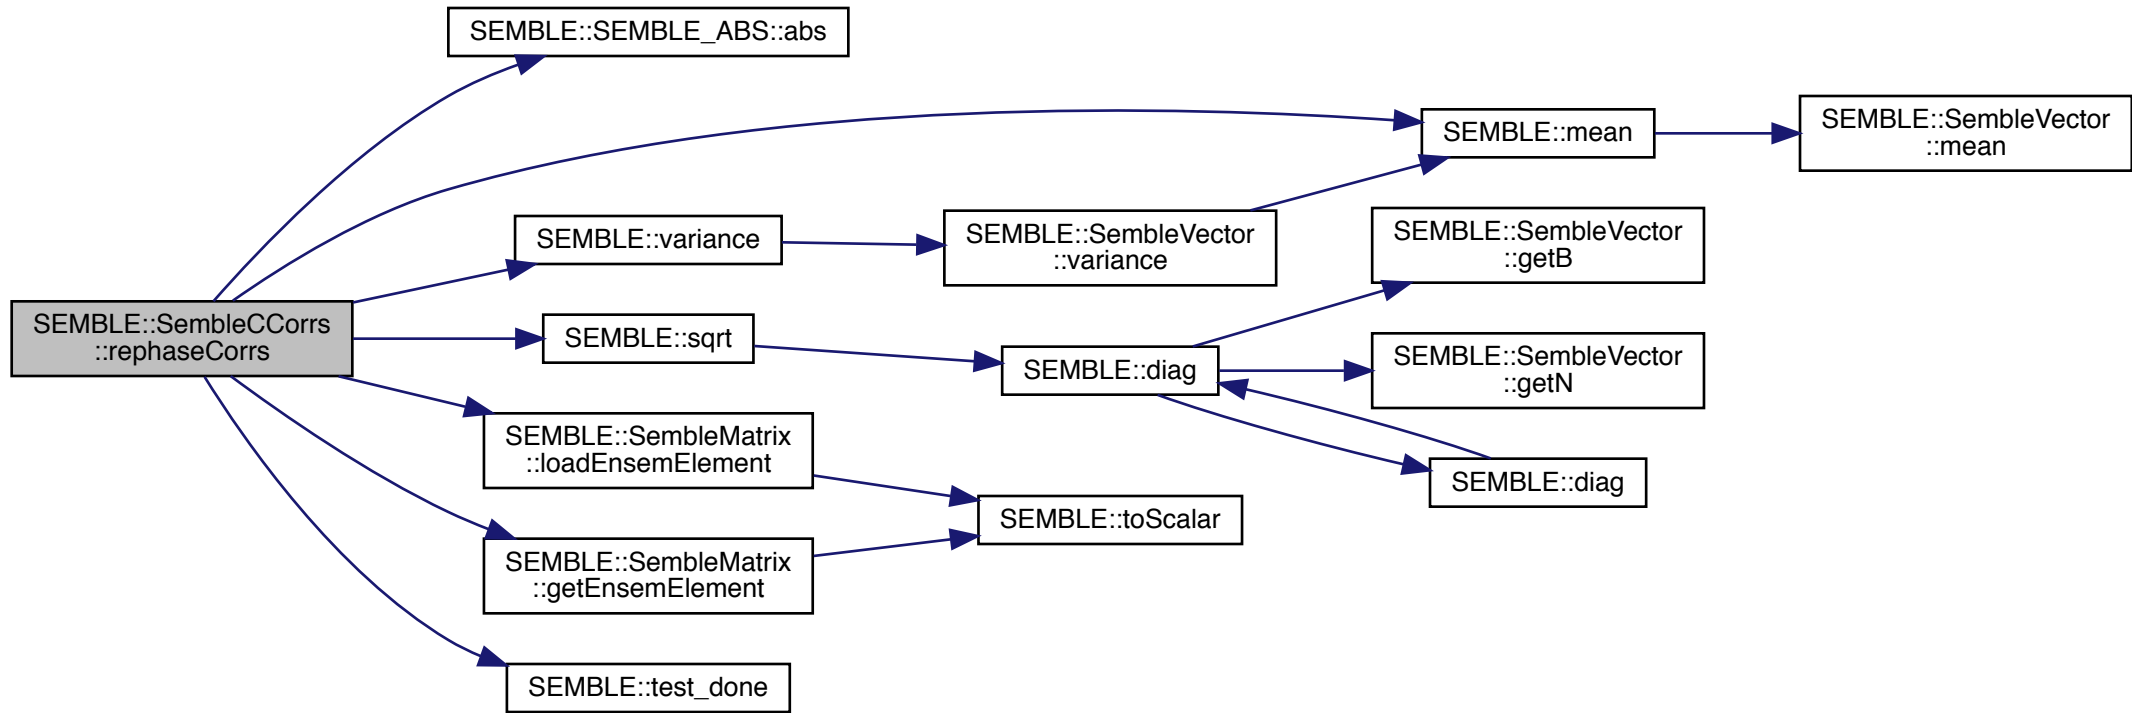 SEMBLE::SEMBLE_ABS::abs
SEMBLE::mean
SEMBLE::SembleVector
::mean
SEMBLE::variance
SEMBLE::SembleVector
::variance
SEMBLE::SembleVector
::getB
SEMBLE::SembleCCorrs
::rephaseCorrs
SEMBLE::sqrt
SEMBLE::diag
SEMBLE::SembleVector
::getN
SEMBLE::SembleMatrix
::loadEnsemElement
SEMBLE::diag
SEMBLE::toScalar
SEMBLE::SembleMatrix
::getEnsemElement
SEMBLE::test_done